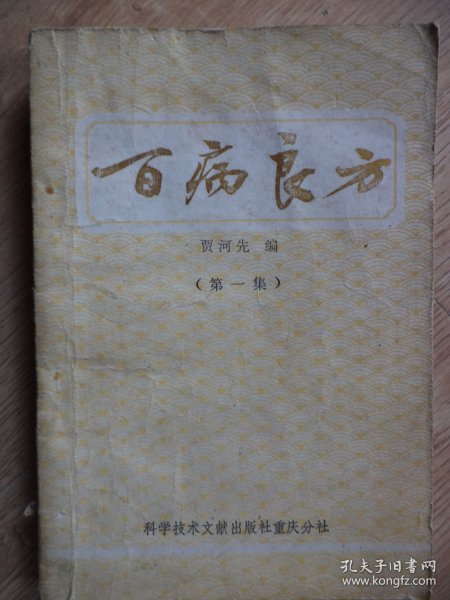 百病良方
贾河先 编
（第一集）
科学技术文献出版社重庆分社
孔夫子旧书网
www.kongfz.com